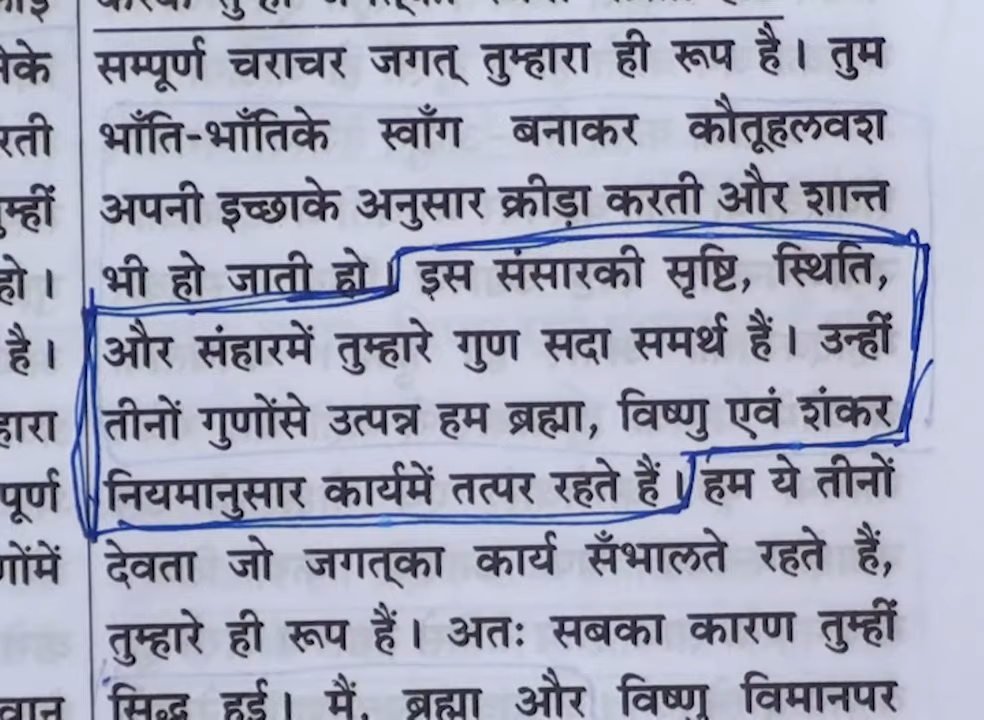 सम्पूर्ण चराचर जगत् तुम्हारा ही रूप है। तुम
भाँति-भाँतिके स्वाँग बनाकर कौतूहलवश
अपनी इच्छाके अनुसार क्रीड़ा करती और शान्त
भी हो जाती हो। इस संसारकी सृष्टि, स्थिति,
और संहारमें तुम्हारे गुण सदा समर्थ हैं। उन्हीं
तीनों गुणोंसे उत्पन्न हम ब्रह्मा, विष्णु एवं शंकर
नियमानुसार कार्यमें तत्पर रहते हैं। हम ये तीनों
देवता जो जगत्का कार्य सँभालते रहते हैं,
तुम्हारे ही रूप हैं। अतः सबका कारण तुम्हीं
सिद्ध हुई। मैं, ब्रह्मा और विष्णु विमानपर